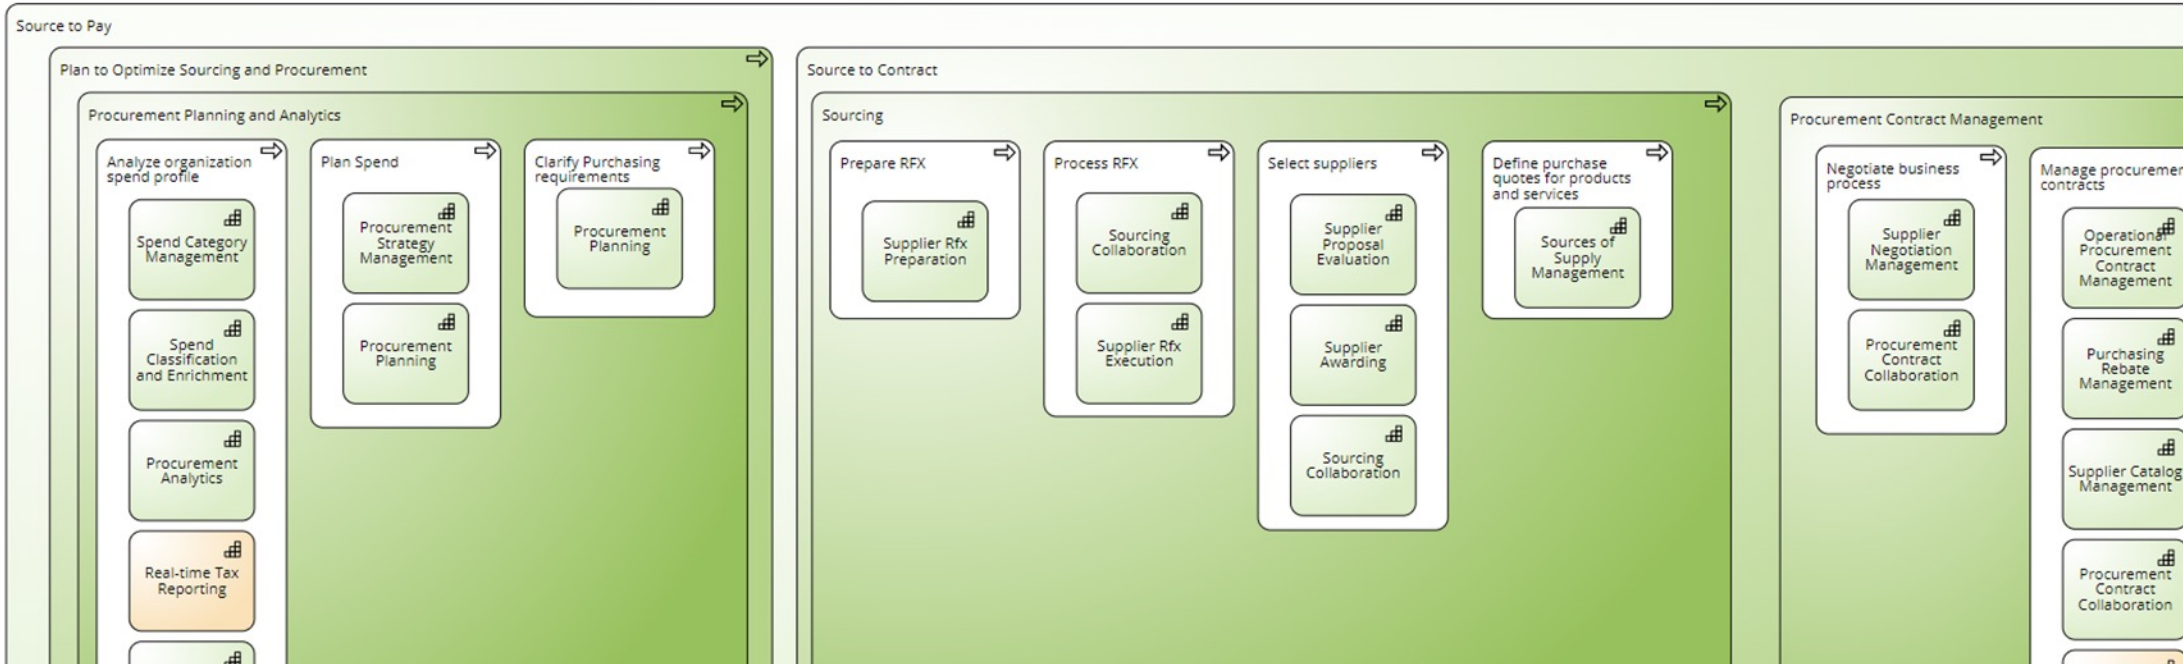 Source to Pay
Plan to Optimize Sourcing and Procurement
Procurement Planning and Analytics
Analyze organization
spend profile
Spend Category
Management
Spend
Classification
and Enrichment
Procurement
Analytics
Real-time Tax
Reporting
Plan Spend
Procurement
Strategy
Management
Procurement
Planning
Clarify Purchasing
requirements
Procurement
Planning
Source to Contract
Sourcing
Prepare RFX
Supplier Rfx
Preparation
Process RFX
Sourcing
Collaboration
Supplier Rfx
Execution
Select suppliers
Supplier
Proposal
Evaluation
Supplier
Awarding
Sourcing
Collaboration
Define purchase
quotes for products
and services
Sources of
Supply
Management
Procurement Contract Management
Negotiate business
process
Supplier
Negotiation
Management
Procurement
Contract
Collaboration
Manage procuremen
contracts
Operational
Procurement
Contract
Management
Purchasing
Rebate
Management
Supplier Catalog
Management
Procurement
Contract
Collaboration